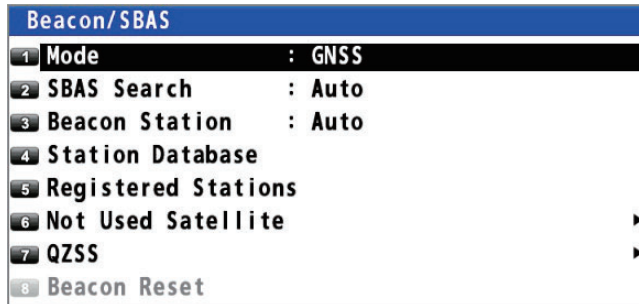 Beacon/SBAS
1 Mode : GNSS
2 SBAS Search : Auto
3 Beacon Station : Auto
4 Station Database
5 Registered Stations
6 Not Used Satellite
7 QZSS
8 Beacon Reset